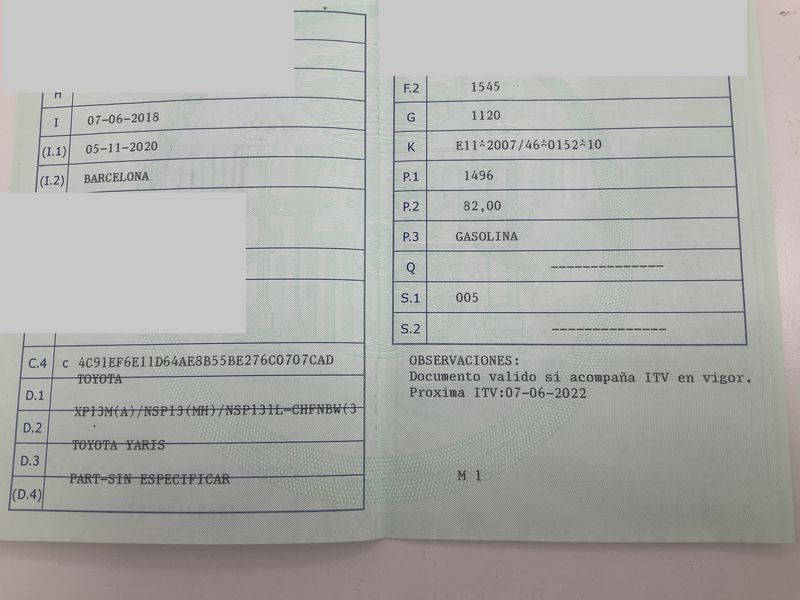 H
I 07-06-2018
(I.1) 05-11-2020
(I.2) BARCELONA
C.4 c 4C91EF6E11D64AE8B55BE276C0707CAD
TOYOTA
D.1
XP13M(A)/NSP13(MH)/NSP131L-CHFNBW(3
D.2
TOYOTA YARIS
D.3
PART-SIN ESPECIFICAR
(D.4)
F.2 1545
G 1120
K E11*2007/46*0152*10
P.1 1496
P.2 82,00
P.3 GASOLINA
Q --------------
S.1 005
S.2 --------------
OBSERVACIONES:
Documento valido si acompaña ITV en vigor.
Proxima ITV:07-06-2022
M 1